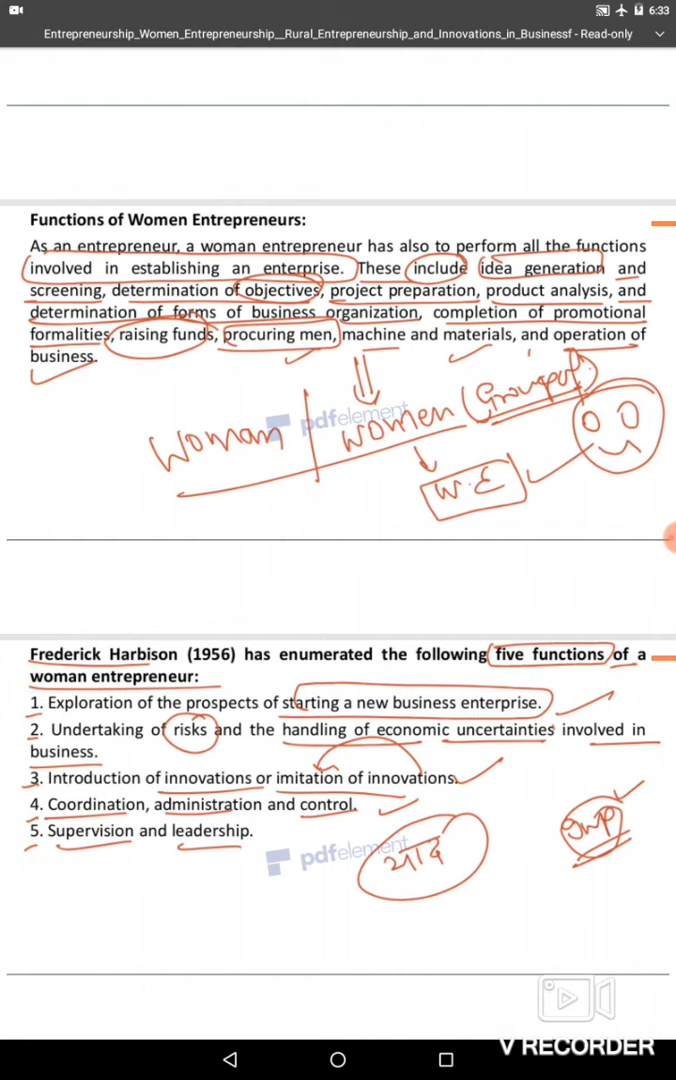 6:33
Entrepreneurship_Women_Entrepreneurship__Rural_Entrepreneurship_and_Innovations_in_Businessf - Read-only
Functions of Women Entrepreneurs:
As an entrepreneur, a woman entrepreneur has also to perform all the functions
involved in establishing an enterprise. These include idea generation and
screening, determination of objectives, project preparation, product analysis, and
determination of forms of business organization, completion of promotional
formalities, raising funds, procuring men, machine and materials, and operation of
business.
pdfelement
Woman | women (Group of)
W.E
Frederick Harbison (1956) has enumerated the following five functions of a
woman entrepreneur:
1. Exploration of the prospects of starting a new business enterprise.
2. Undertaking of risks and the handling of economic uncertainties involved in
business.
3. Introduction of innovations or imitation of innovations.
4. Coordination, administration and control.
5. Supervision and leadership.
pdfelement
याद
Imp
V RECORDER